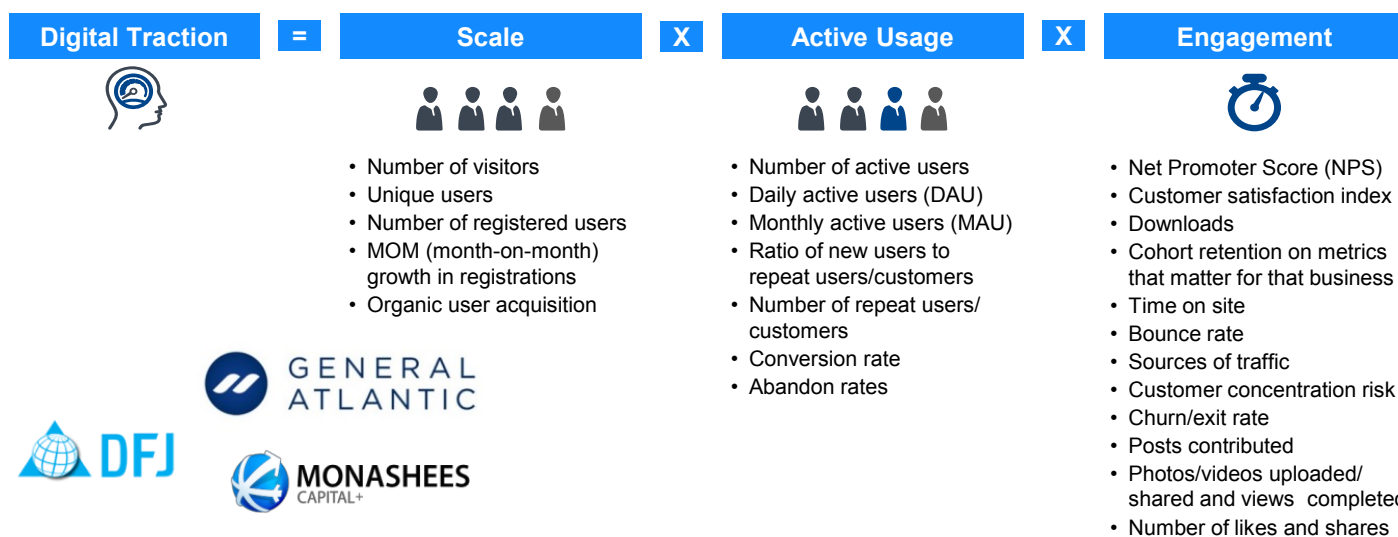 Digital Traction = Scale X Active Usage X Engagement
• Number of visitors
• Unique users
• Number of registered users
• MOM (month-on-month)
growth in registrations
• Organic user acquisition
• Number of active users
• Daily active users (DAU)
• Monthly active users (MAU)
• Ratio of new users to
repeat users/customers
• Number of repeat users/
customers
• Conversion rate
• Abandon rates
• Net Promoter Score (NPS)
• Customer satisfaction index
• Downloads
• Cohort retention on metrics
that matter for that business
• Time on site
• Bounce rate
• Sources of traffic
• Customer concentration risk
• Churn/exit rate
• Posts contributed
• Photos/videos uploaded/
shared and views complete
• Number of likes and shares
GENERAL
ATLANTIC
DFJ
MONASHEES
CAPITAL+